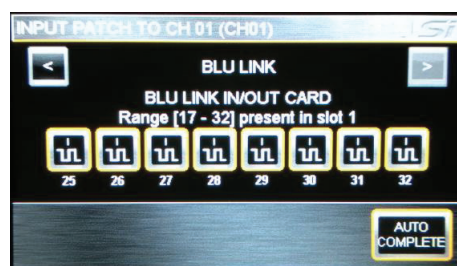 INPUT PATCH TO CH 01 (CH01)
Si
< BLU LINK >
BLU LINK IN/OUT CARD
Range [17 - 32] present in slot 1
25 26 27 28 29 30 31 32
AUTO
COMPLETE